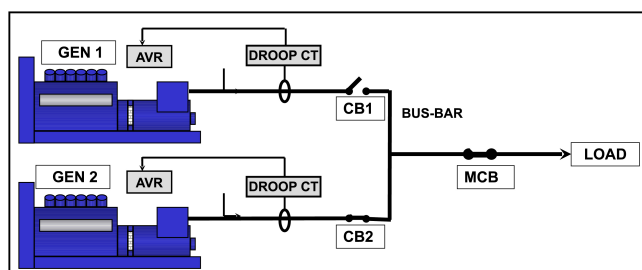 GEN 1
AVR
DROOP CT
CB1
BUS-BAR
LOAD
MCB
GEN 2
AVR
DROOP CT
CB2